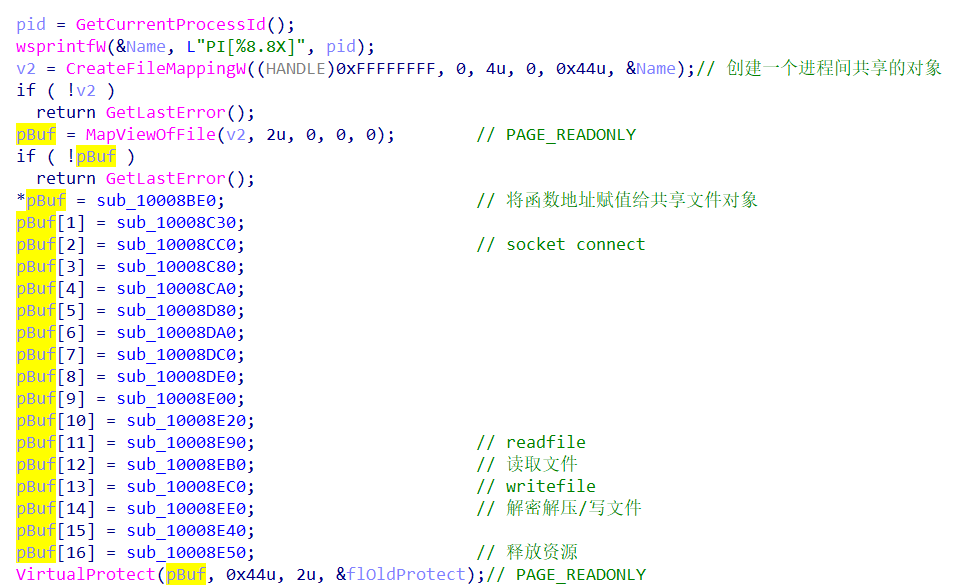 pid = GetCurrentProcessId();
wsprintfW(&Name, L"PI[%8.8X]", pid);
v2 = CreateFileMappingW((HANDLE)0xFFFFFFFF, 0, 4u, 0, 0x44u, &Name);// 创建一个进程间共享的对象
if ( !v2 )
  return GetLastError();
pBuf = MapViewOfFile(v2, 2u, 0, 0, 0);        // PAGE_READONLY
if ( !pBuf )
  return GetLastError();
*pBuf = sub_10008BE0;                         // 将函数地址赋值给共享文件对象
pBuf[1] = sub_10008C30;
pBuf[2] = sub_10008CC0;                       // socket connect
pBuf[3] = sub_10008C80;
pBuf[4] = sub_10008CA0;
pBuf[5] = sub_10008D80;
pBuf[6] = sub_10008DA0;
pBuf[7] = sub_10008DC0;
pBuf[8] = sub_10008DE0;
pBuf[9] = sub_10008E00;
pBuf[10] = sub_10008E20;
pBuf[11] = sub_10008E90;                      // readfile
pBuf[12] = sub_10008EB0;                      // 读取文件
pBuf[13] = sub_10008EC0;                      // writefile
pBuf[14] = sub_10008EE0;                      // 解密解压/写文件
pBuf[15] = sub_10008E40;
pBuf[16] = sub_10008E50;                      // 释放资源
VirtualProtect(pBuf, 0x44u, 2u, &flOldProtect);// PAGE_READONLY